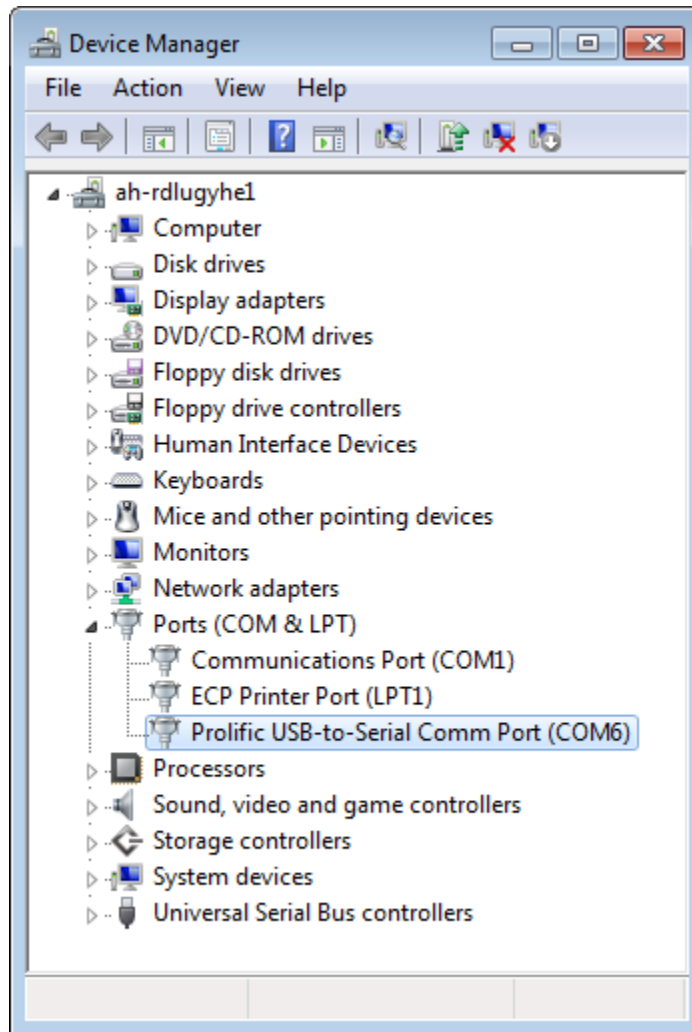 Device Manager
File Action View Help
ah-rdlugyhe1
Computer
Disk drives
Display adapters
DVD/CD-ROM drives
Floppy disk drives
Floppy drive controllers
Human Interface Devices
Keyboards
Mice and other pointing devices
Monitors
Network adapters
Ports (COM & LPT)
Communications Port (COM1)
ECP Printer Port (LPT1)
Prolific USB-to-Serial Comm Port (COM6)
Processors
Sound, video and game controllers
Storage controllers
System devices
Universal Serial Bus controllers